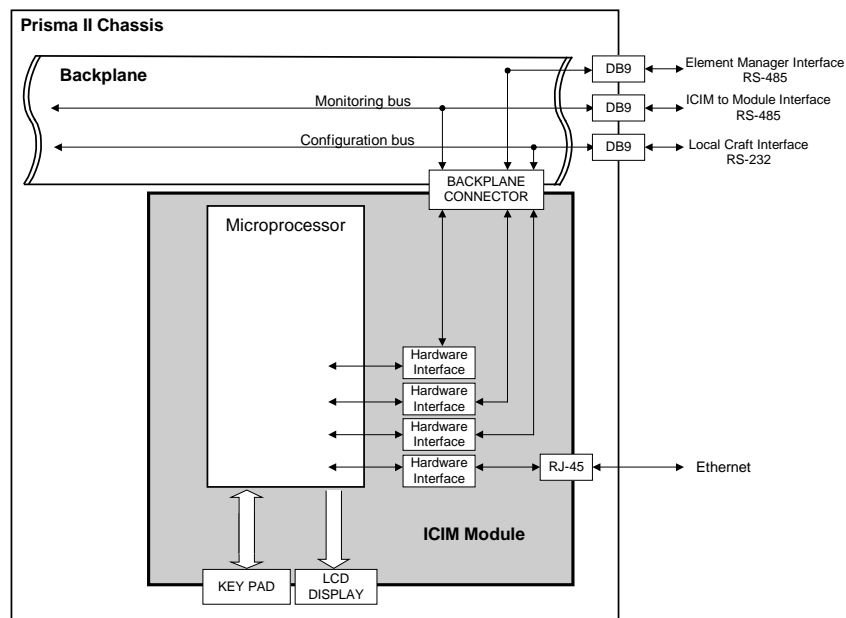 Prisma II Chassis
Backplane
Monitoring bus
Configuration bus
DB9
Element Manager Interface
RS-485
DB9
ICIM to Module Interface
RS-485
DB9
Local Craft Interface
RS-232
BACKPLANE
CONNECTOR
Microprocessor
Hardware
Interface
Hardware
Interface
Hardware
Interface
Hardware
Interface
RJ-45
Ethernet
ICIM Module
KEY PAD
LCD
DISPLAY